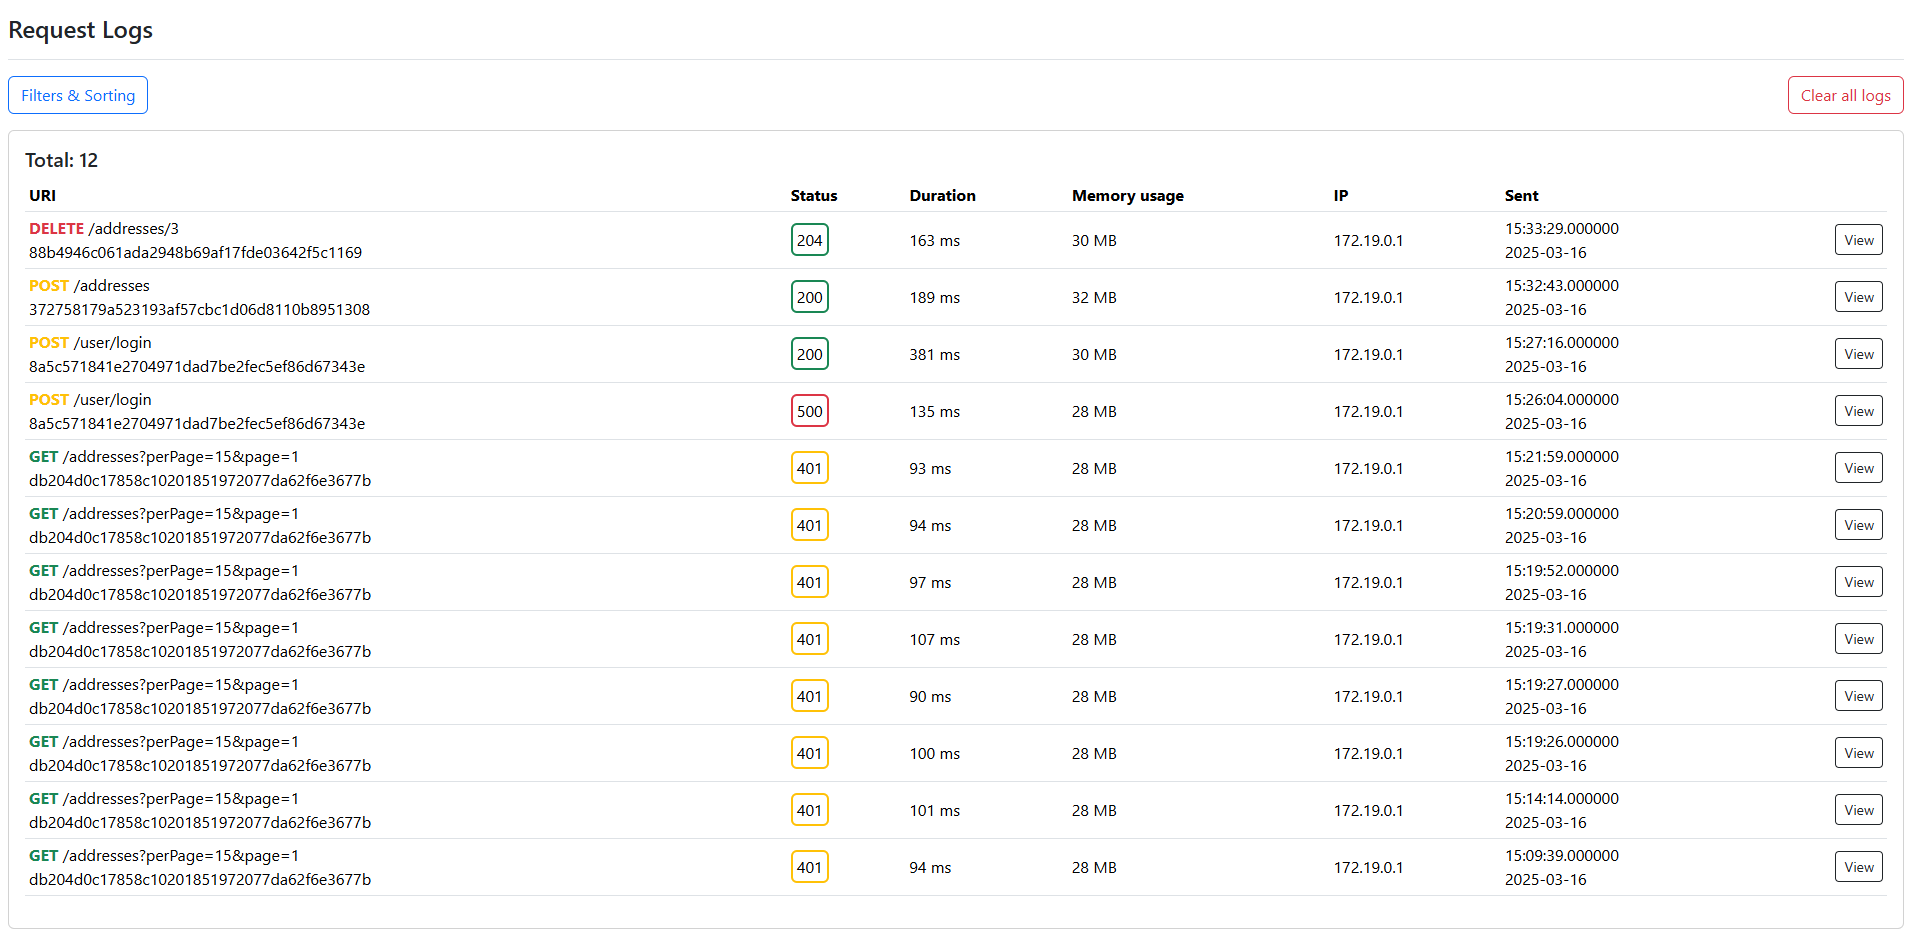 Request Logs
Filters & Sorting Clear all logs
Total: 12
URI Status Duration Memory usage IP Sent
DELETE /addresses/3 204 163 ms 30 MB 172.19.0.1 15:33:29.000000 View
88b4946c061ada2948b69af17fde03642f5c1169 2025-03-16
POST /addresses 200 189 ms 32 MB 172.19.0.1 15:32:43.000000 View
372758179a523193af57cbc1d06d8110b8951308 2025-03-16
POST /user/login 200 381 ms 30 MB 172.19.0.1 15:27:16.000000 View
8a5c571841e2704971dad7be2fec5ef86d67343e 2025-03-16
POST /user/login 500 135 ms 28 MB 172.19.0.1 15:26:04.000000 View
8a5c571841e2704971dad7be2fec5ef86d67343e 2025-03-16
GET /addresses?perPage=15&page=1 401 93 ms 28 MB 172.19.0.1 15:21:59.000000 View
db204d0c17858c10201851972077da62f6e3677b 2025-03-16
GET /addresses?perPage=15&page=1 401 94 ms 28 MB 172.19.0.1 15:20:59.000000 View
db204d0c17858c10201851972077da62f6e3677b 2025-03-16
GET /addresses?perPage=15&page=1 401 97 ms 28 MB 172.19.0.1 15:19:52.000000 View
db204d0c17858c10201851972077da62f6e3677b 2025-03-16
GET /addresses?perPage=15&page=1 401 107 ms 28 MB 172.19.0.1 15:19:31.000000 View
db204d0c17858c10201851972077da62f6e3677b 2025-03-16
GET /addresses?perPage=15&page=1 401 90 ms 28 MB 172.19.0.1 15:19:27.000000 View
db204d0c17858c10201851972077da62f6e3677b 2025-03-16
GET /addresses?perPage=15&page=1 401 100 ms 28 MB 172.19.0.1 15:19:26.000000 View
db204d0c17858c10201851972077da62f6e3677b 2025-03-16
GET /addresses?perPage=15&page=1 401 101 ms 28 MB 172.19.0.1 15:14:14.000000 View
db204d0c17858c10201851972077da62f6e3677b 2025-03-16
GET /addresses?perPage=15&page=1 401 94 ms 28 MB 172.19.0.1 15:09:39.000000 View
db204d0c17858c10201851972077da62f6e3677b 2025-03-16